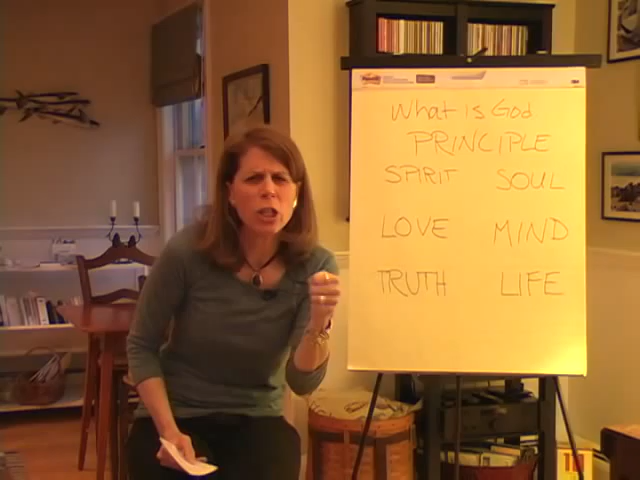 What is God
PRINCIPLE
SPIRIT SOUL
LOVE MIND
TRUTH LIFE